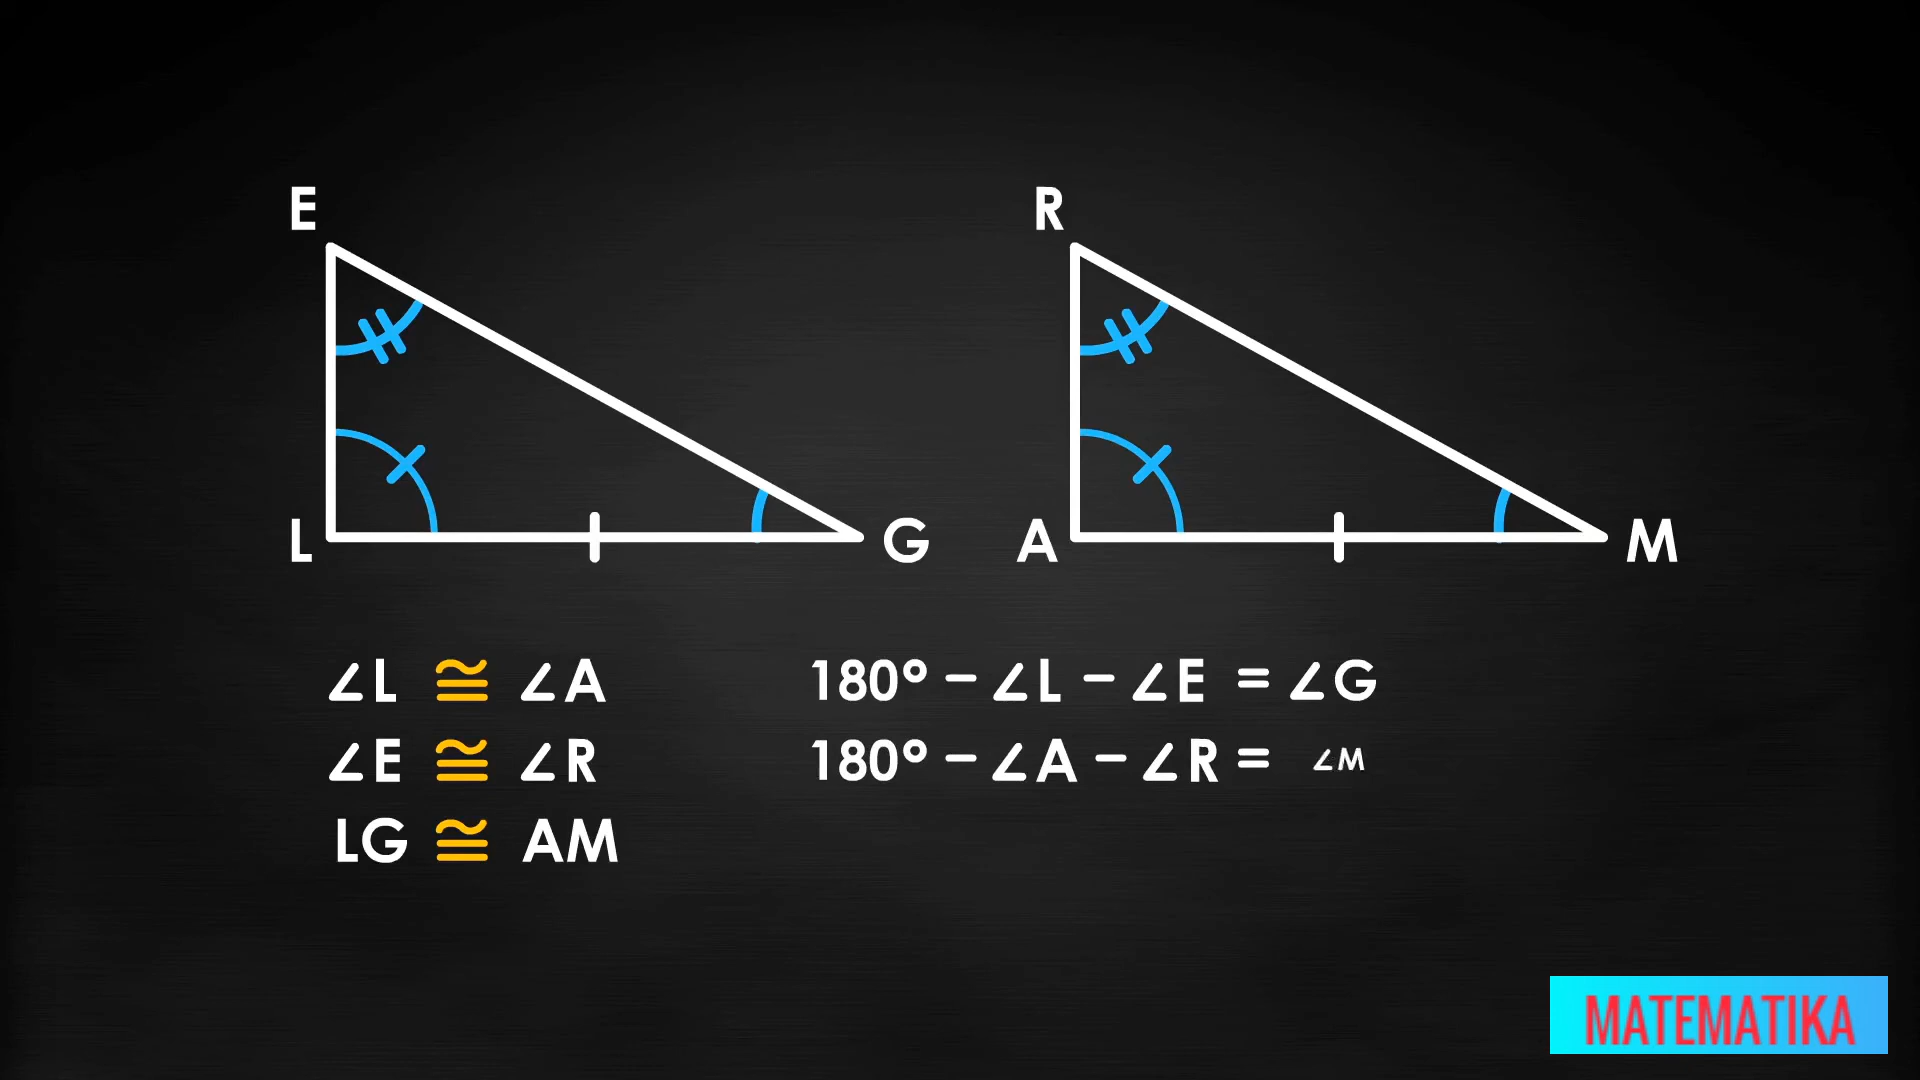 E
R
L
G
A
M
∠L ≅ ∠A
180° − ∠L − ∠E = ∠G
∠E ≅ ∠R
180° − ∠A − ∠R = ∠M
LG ≅ AM
MATEMATIKA